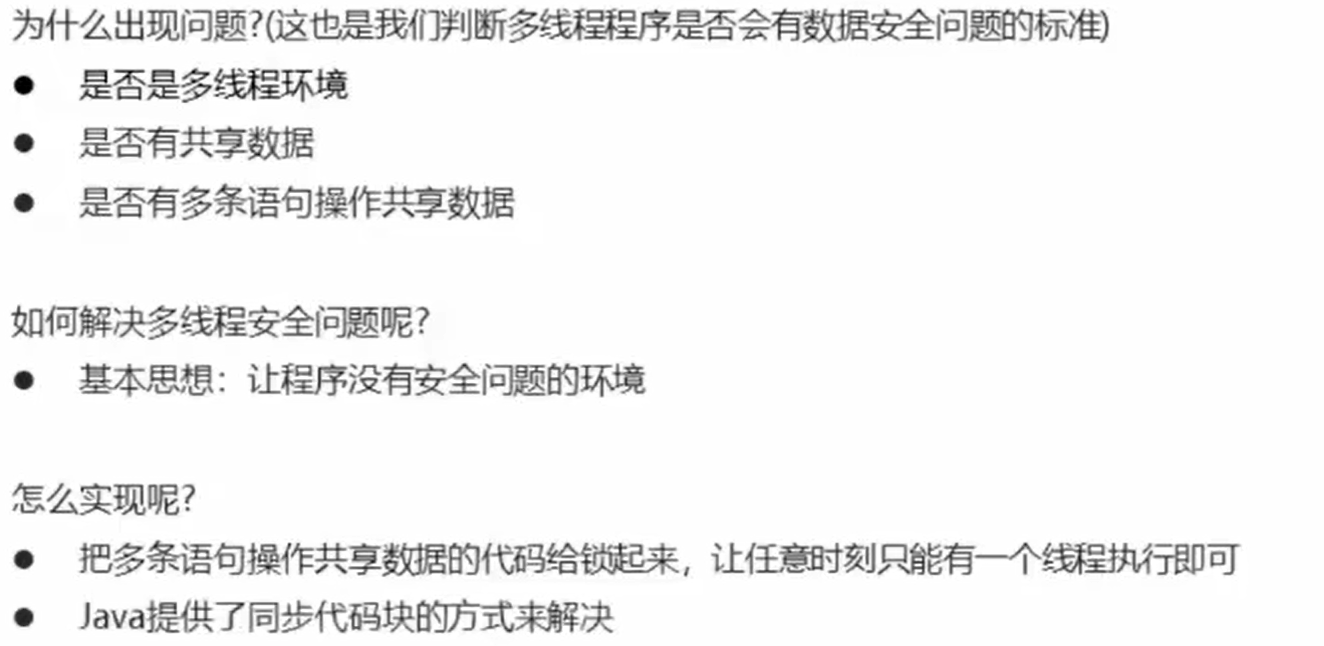 为什么出现问题?(这也是我们判断多线程程序是否会有数据安全问题的标准)
● 是否是多线程环境
● 是否有共享数据
● 是否有多条语句操作共享数据
如何解决多线程安全问题呢?
● 基本思想：让程序没有安全问题的环境
怎么实现呢?
● 把多条语句操作共享数据的代码给锁起来，让任意时刻只能有一个线程执行即可
● Java提供了同步代码块的方式来解决